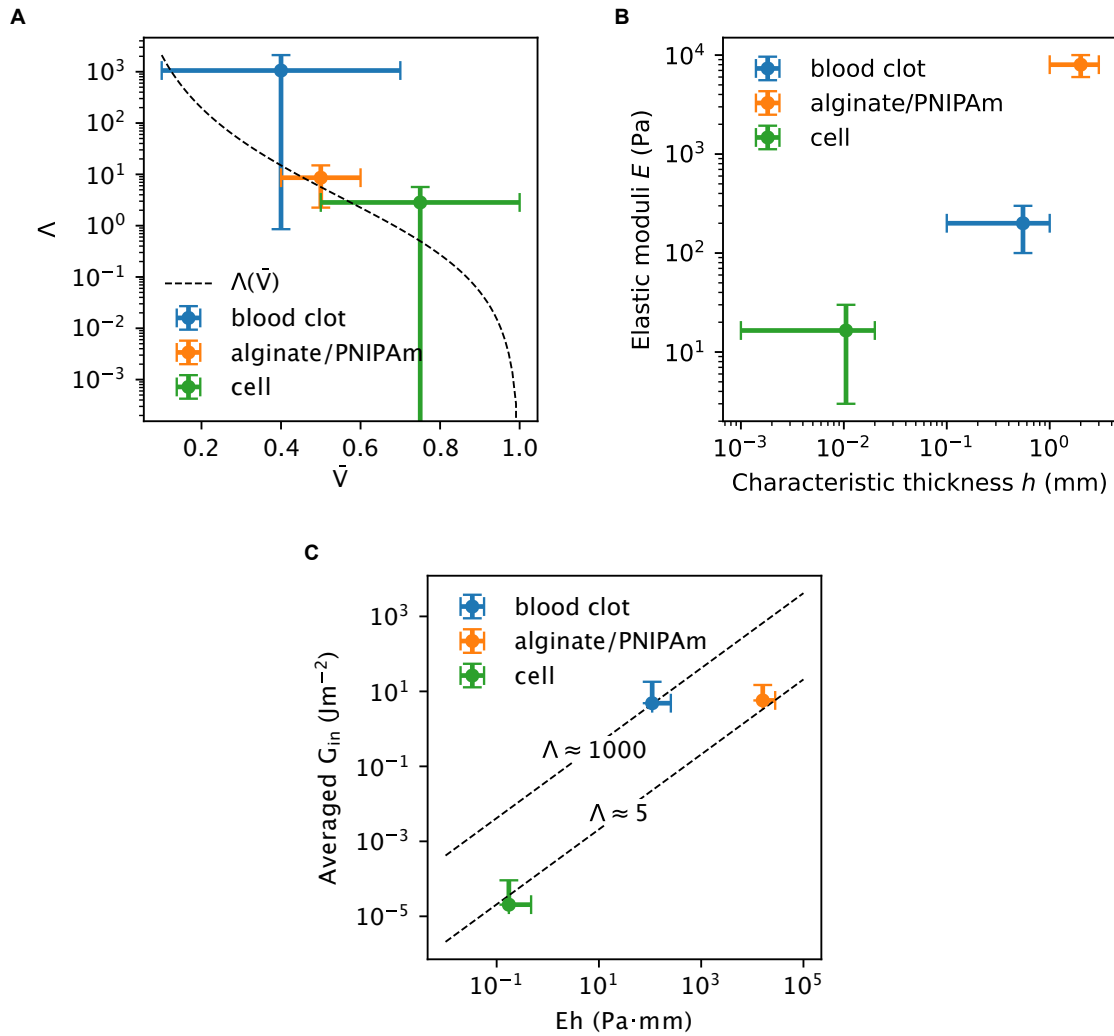 A
10³
10²
10¹
10⁰
10⁻¹
10⁻²
10⁻³
Λ
Λ(V̄)
blood clot
alginate/PNIPAm
cell
0.2 0.4 0.6 0.8 1.0
V̄
B
10⁴
10³
10²
10¹
Elastic moduli E (Pa)
blood clot
alginate/PNIPAm
cell
10⁻³ 10⁻² 10⁻¹ 10⁰
Characteristic thickness h (mm)
C
10³
10¹
10⁻¹
10⁻³
10⁻⁵
Averaged Gᵢₙ (Jm⁻²)
blood clot
alginate/PNIPAm
cell
Λ ≈ 1000
Λ ≈ 5
10⁻¹ 10¹ 10³ 10⁵
Eh (Pa·mm)